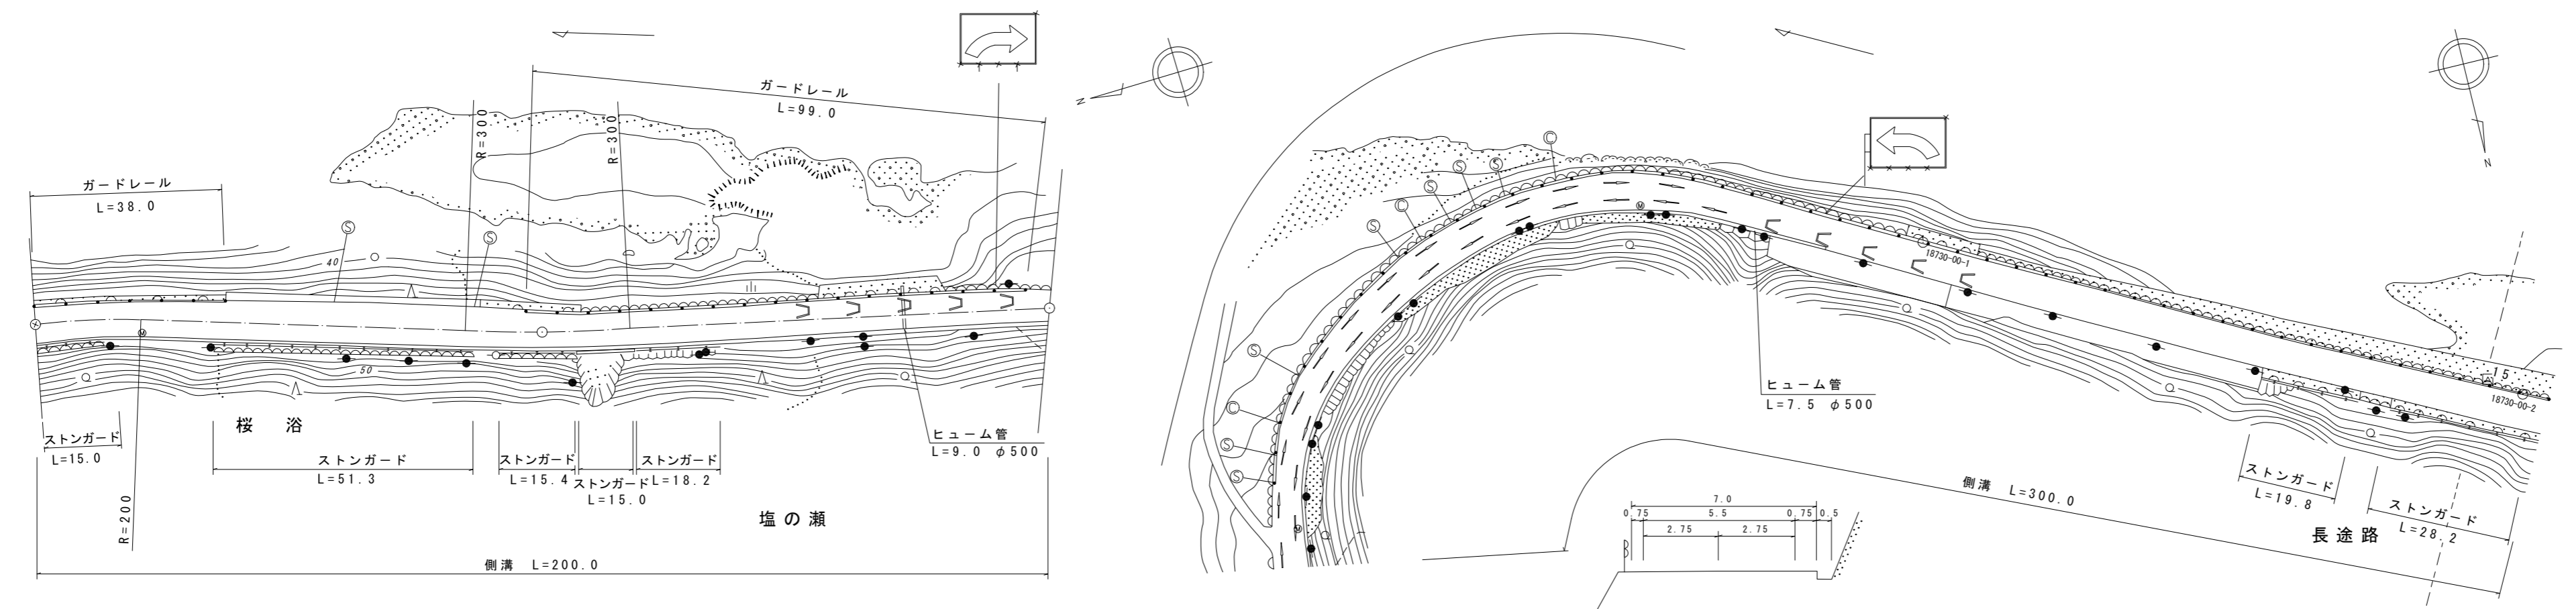 ガードレール
L=99.0
R=300
R=300
ガードレール
L=38.0
S
S
40
M
50
桜浴
ストンガード
L=15.0
ストンガード
L=51.3
ストンガード
L=15.4
ストンガード
L=15.0
ストンガード
L=18.2
ヒューム管
L=9.0 φ500
R=200
塩の瀬
側溝 L=200.0
N
C
S
S
S
C
S
S
C
S
S
M
M
18730-00-1
ヒューム管
L=7.5 φ500
N
15
18730-00-2
ストンガード
L=19.8
ストンガード
L=28.2
長途路
側溝 L=300.0
7.0
0.75 5.5 0.75 0.5
2.75 2.75